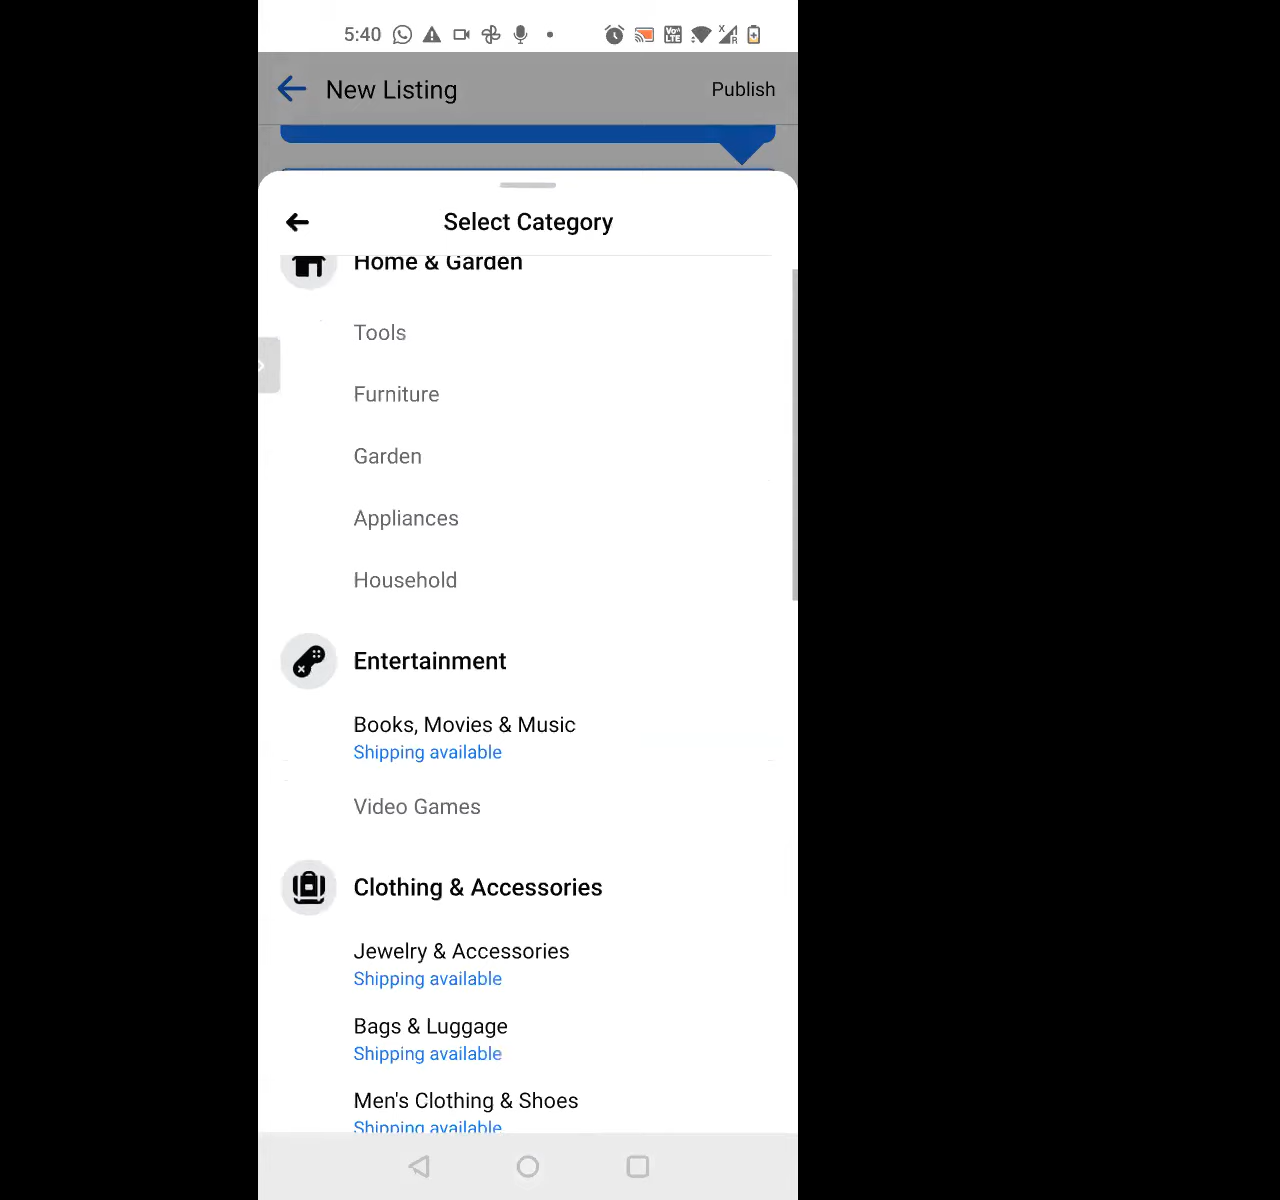 5:40
New Listing
Publish
Select Category
Home & Garden
Tools
Furniture
Garden
Appliances
Household
Entertainment
Books, Movies & Music
Shipping available
Video Games
Clothing & Accessories
Jewelry & Accessories
Shipping available
Bags & Luggage
Shipping available
Men's Clothing & Shoes
Shipping available